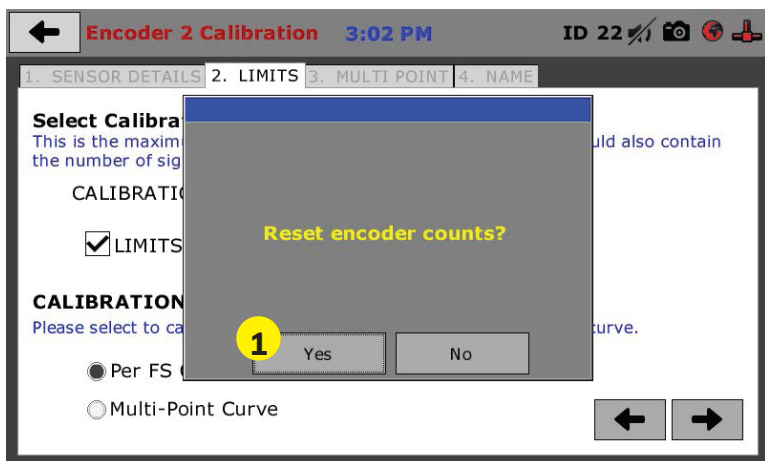 Encoder 2 Calibration 3:02 PM ID 22
1. SENSOR DETAILS 2. LIMITS 3. MULTI POINT 4. NAME
Select Calibra
This is the maxim uld also contain
the number of sig
CALIBRATIO
LIMITS
Reset encoder counts?
CALIBRATION
Please select to ca curve.
1
Yes No
Per FS
Multi-Point Curve